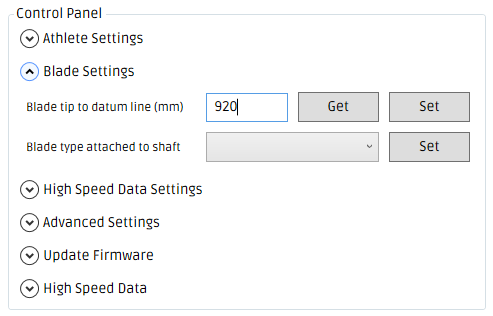 Control Panel
Athlete Settings
Blade Settings
Blade tip to datum line (mm) 920 Get Set
Blade type attached to shaft Set
High Speed Data Settings
Advanced Settings
Update Firmware
High Speed Data